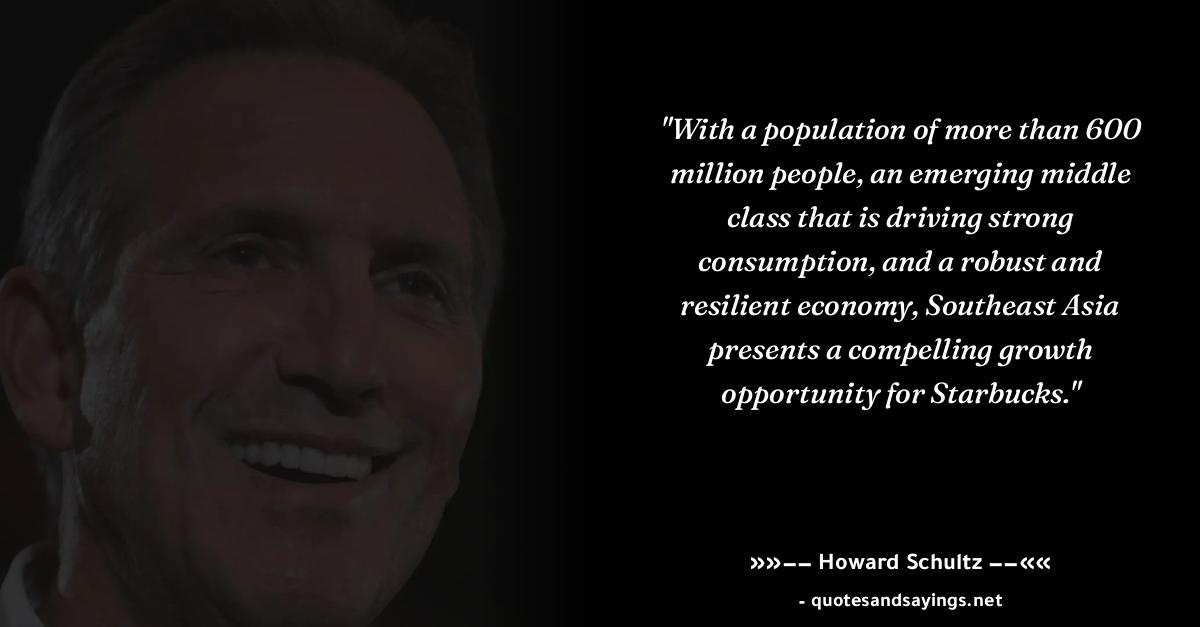 "With a population of more than 600
million people, an emerging middle
class that is driving strong
consumption, and a robust and
resilient economy, Southeast Asia
presents a compelling growth
opportunity for Starbucks."
»»–– Howard Schultz ––««
- quotesandsayings.net